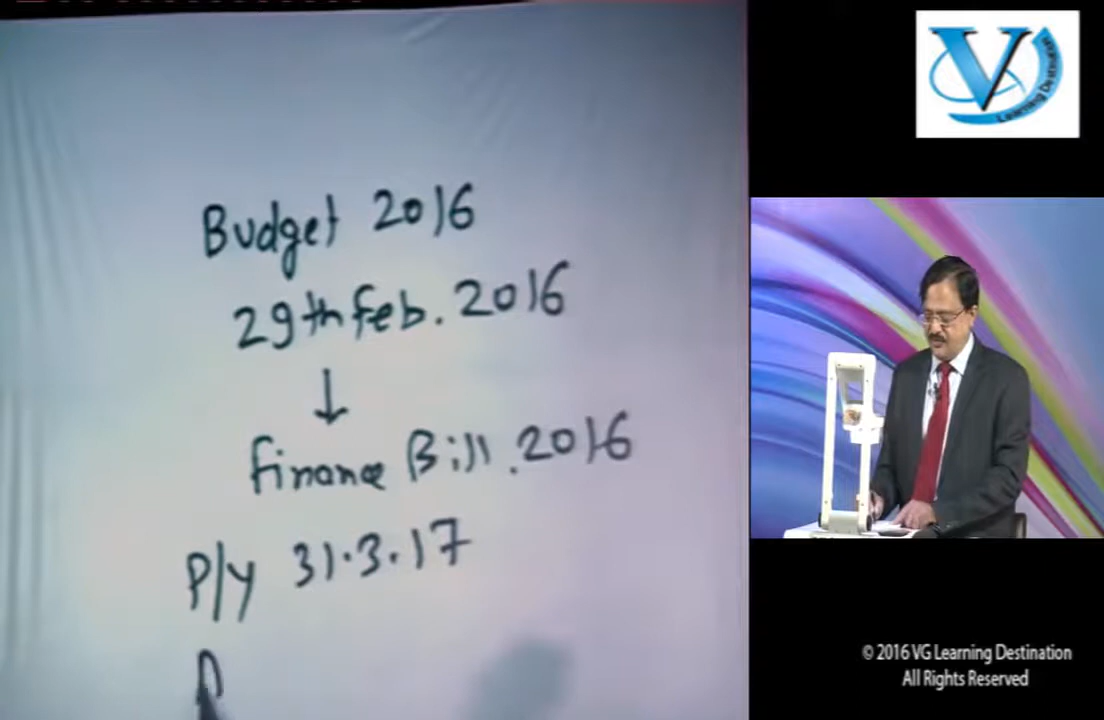 Budget 2016
29th Feb. 2016
↓
Finance Bill. 2016
P/y 31.3.17
V
Learning Destination
© 2016 VG Learning Destination
All Rights Reserved